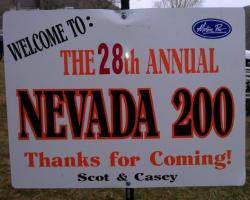 WELCOME TO:
THE 28th ANNUAL
NEVADA 200
Thanks for Coming!
Scot & Casey